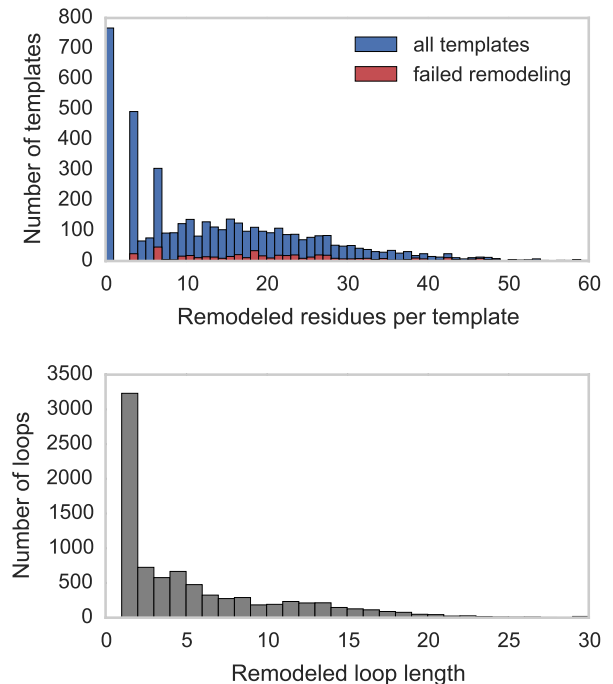 800
700
600
500
400
300
200
100
0
Number of templates
all templates
failed remodeling
0 10 20 30 40 50 60
Remodeled residues per template
3500
3000
2500
2000
1500
1000
500
0
Number of loops
0 5 10 15 20 25 30
Remodeled loop length